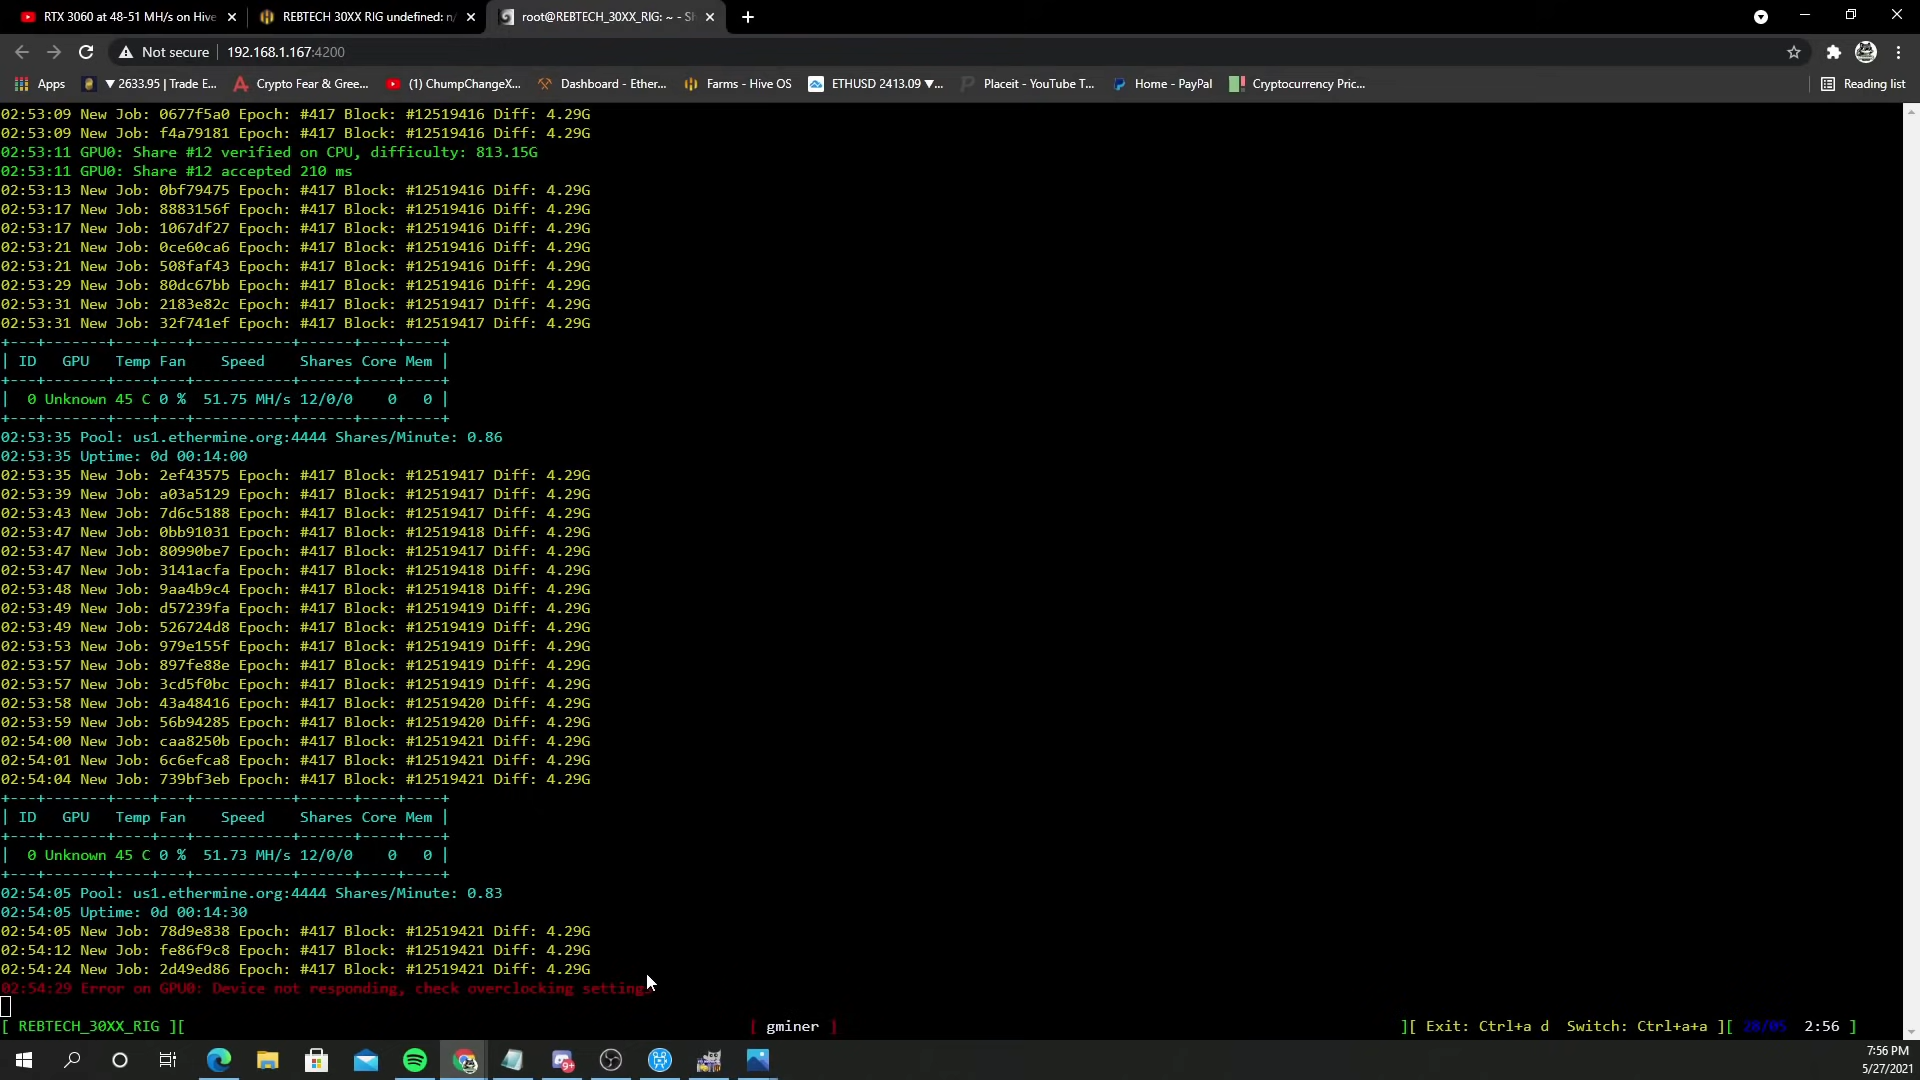 RTX 3060 at 48-51 MH/s on Hive
REBTECH 30XX RIG undefined: n/
root@REBTECH_30XX_RIG: ~ - Sh
Not secure
192.168.1.167:4200
Apps
▼ 2633.95 | Trade E...
Crypto Fear & Gree...
(1) ChumpChangeX...
Dashboard - Ether...
Farms - Hive OS
ETHUSD 2413.09 ▼...
Placeit - YouTube T...
Home - PayPal
Cryptocurrency Pric...
Reading list
02:53:09 New Job: 0677f5a0 Epoch: #417 Block: #12519416 Diff: 4.29G
02:53:09 New Job: f4a79181 Epoch: #417 Block: #12519416 Diff: 4.29G
02:53:11 GPU0: Share #12 verified on CPU, difficulty: 813.15G
02:53:11 GPU0: Share #12 accepted 210 ms
02:53:13 New Job: 0bf79475 Epoch: #417 Block: #12519416 Diff: 4.29G
02:53:17 New Job: 8883156f Epoch: #417 Block: #12519416 Diff: 4.29G
02:53:17 New Job: 1067df27 Epoch: #417 Block: #12519416 Diff: 4.29G
02:53:21 New Job: 0ce60ca6 Epoch: #417 Block: #12519416 Diff: 4.29G
02:53:21 New Job: 508faf43 Epoch: #417 Block: #12519416 Diff: 4.29G
02:53:29 New Job: 80dc67bb Epoch: #417 Block: #12519416 Diff: 4.29G
02:53:31 New Job: 2183e82c Epoch: #417 Block: #12519417 Diff: 4.29G
02:53:31 New Job: 32f741ef Epoch: #417 Block: #12519417 Diff: 4.29G
+---+-------+----+---+-----------+------+----+----+
| ID GPU Temp Fan Speed Shares Core Mem |
+---+-------+----+---+-----------+------+----+----+
| 0 Unknown 45 C 0 % 51.75 MH/s 12/0/0 0 0 |
+---+-------+----+---+-----------+------+----+----+
02:53:35 Pool: us1.ethermine.org:4444 Shares/Minute: 0.86
02:53:35 Uptime: 0d 00:14:00
02:53:35 New Job: 2ef43575 Epoch: #417 Block: #12519417 Diff: 4.29G
02:53:39 New Job: a03a5129 Epoch: #417 Block: #12519417 Diff: 4.29G
02:53:43 New Job: 7d6c5188 Epoch: #417 Block: #12519417 Diff: 4.29G
02:53:47 New Job: 0bb91031 Epoch: #417 Block: #12519418 Diff: 4.29G
02:53:47 New Job: 80990be7 Epoch: #417 Block: #12519417 Diff: 4.29G
02:53:47 New Job: 3141acfa Epoch: #417 Block: #12519418 Diff: 4.29G
02:53:48 New Job: 9aa4b9c4 Epoch: #417 Block: #12519418 Diff: 4.29G
02:53:49 New Job: d57239fa Epoch: #417 Block: #12519419 Diff: 4.29G
02:53:49 New Job: 526724d8 Epoch: #417 Block: #12519419 Diff: 4.29G
02:53:53 New Job: 979e155f Epoch: #417 Block: #12519419 Diff: 4.29G
02:53:57 New Job: 897fe88e Epoch: #417 Block: #12519419 Diff: 4.29G
02:53:57 New Job: 3cd5f0bc Epoch: #417 Block: #12519419 Diff: 4.29G
02:53:58 New Job: 43a48416 Epoch: #417 Block: #12519420 Diff: 4.29G
02:53:59 New Job: 56b94285 Epoch: #417 Block: #12519420 Diff: 4.29G
02:54:00 New Job: caa8250b Epoch: #417 Block: #12519421 Diff: 4.29G
02:54:01 New Job: 6c6efca8 Epoch: #417 Block: #12519421 Diff: 4.29G
02:54:04 New Job: 739bf3eb Epoch: #417 Block: #12519421 Diff: 4.29G
+---+-------+----+---+-----------+------+----+----+
| ID GPU Temp Fan Speed Shares Core Mem |
+---+-------+----+---+-----------+------+----+----+
| 0 Unknown 45 C 0 % 51.73 MH/s 12/0/0 0 0 |
+---+-------+----+---+-----------+------+----+----+
02:54:05 Pool: us1.ethermine.org:4444 Shares/Minute: 0.83
02:54:05 Uptime: 0d 00:14:30
02:54:05 New Job: 78d9e838 Epoch: #417 Block: #12519421 Diff: 4.29G
02:54:12 New Job: fe86f9c8 Epoch: #417 Block: #12519421 Diff: 4.29G
02:54:24 New Job: 2d49ed86 Epoch: #417 Block: #12519421 Diff: 4.29G
02:54:29 Error on GPU0: Device not responding, check overclocking setting
[ REBTECH_30XX_RIG ][ [ gminer ] ][ Exit: Ctrl+a d Switch: Ctrl+a+a ][ 28/05 2:56 ]
9+
7:56 PM
5/27/2021